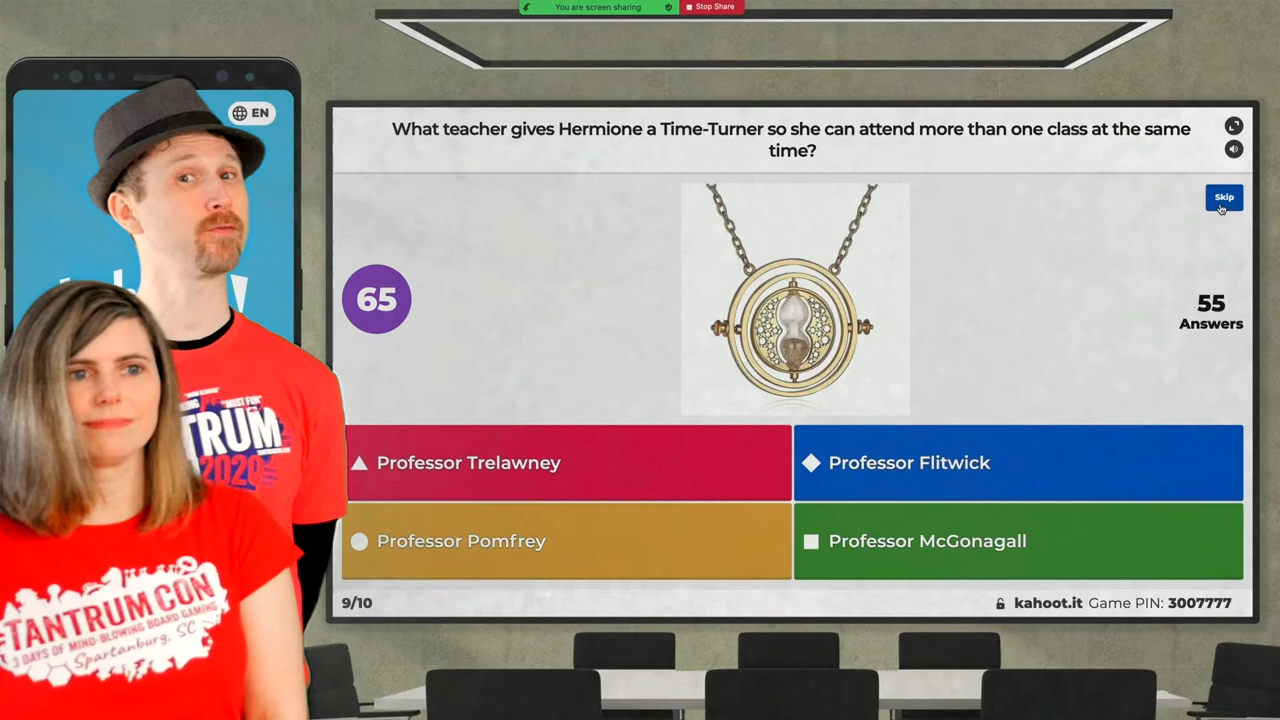 You are screen sharing
Stop Share
EN
What teacher gives Hermione a Time-Turner so she can attend more than one class at the same
time?
Skip
65
55
Answers
Professor Trelawney
Professor Flitwick
Professor Pomfrey
Professor McGonagall
9/10
kahoot.it Game PIN: 3007777
"MUST FUN"
TRUM
2020
TANTRUM CON
3 DAYS OF MIND-BLOWING BOARD GAMING
Spartanburg, SC